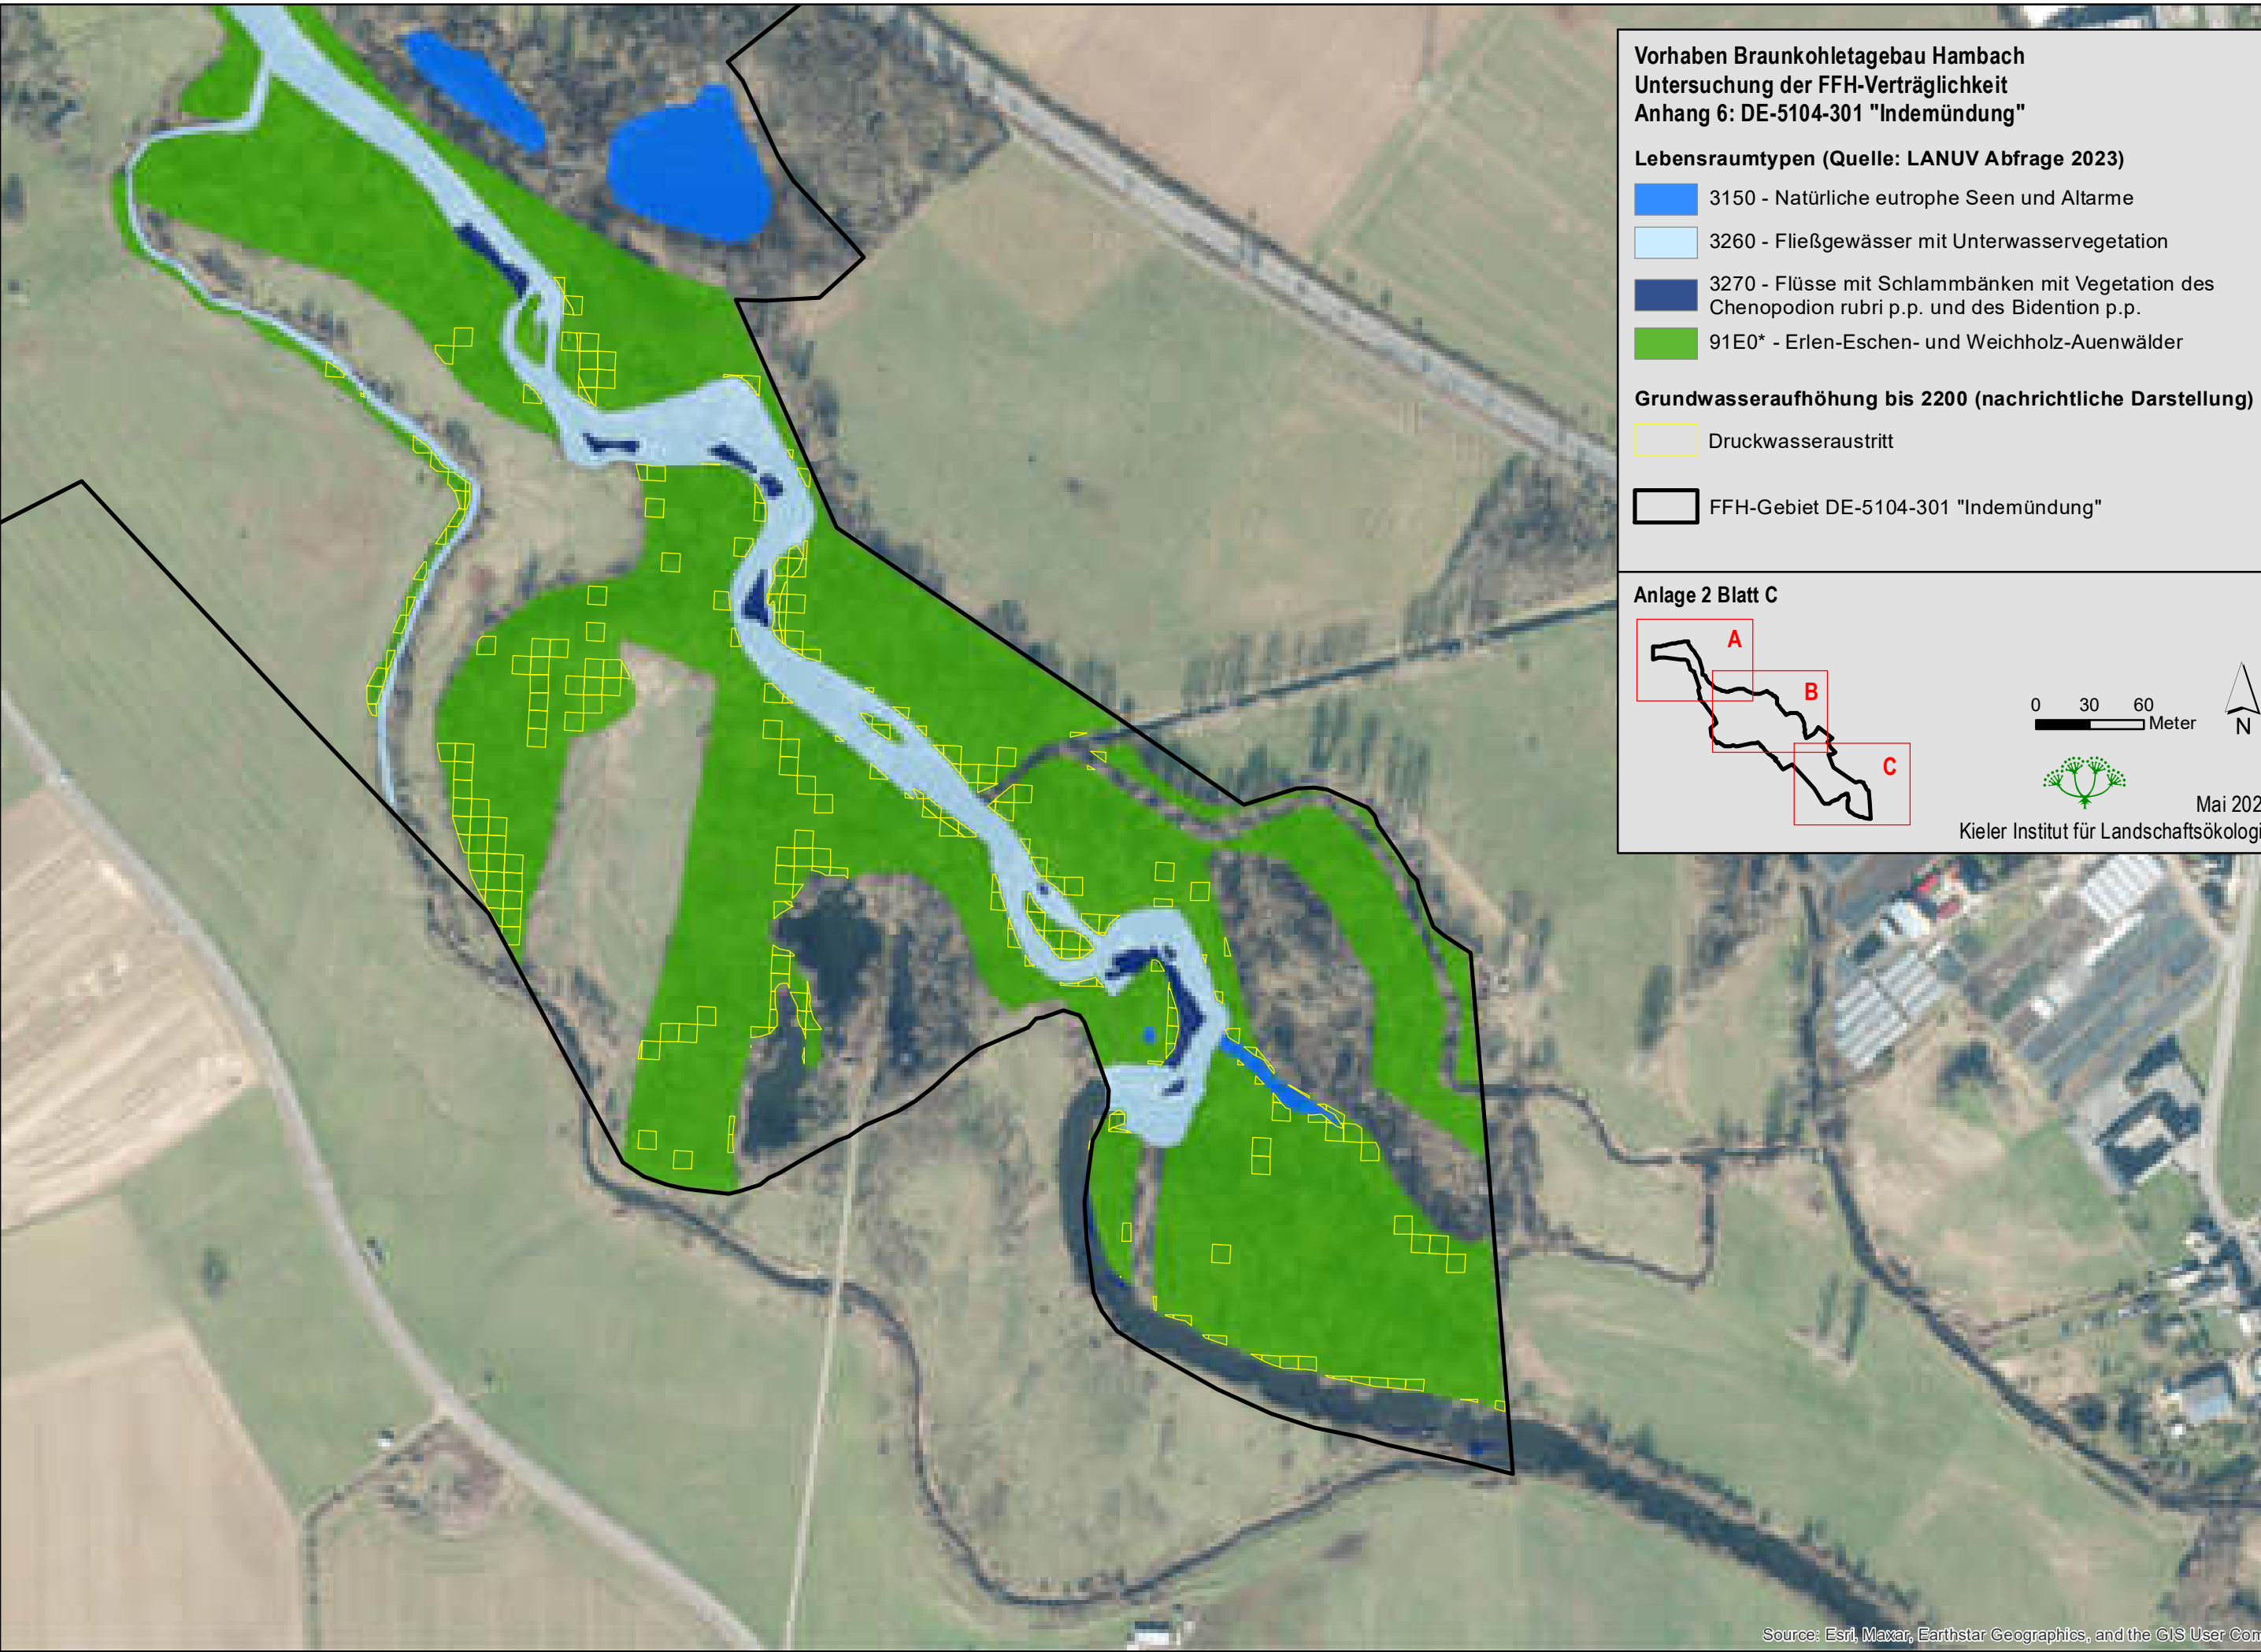 Vorhaben Braunkohletagebau Hambach
Untersuchung der FFH-Verträglichkeit
Anhang 6: DE-5104-301 "Indemündung"
Lebensraumtypen (Quelle: LANUV Abfrage 2023)
3150 - Natürliche eutrophe Seen und Altarme
3260 - Fließgewässer mit Unterwasservegetation
3270 - Flüsse mit Schlammbänken mit Vegetation des
Chenopodion rubri p.p. und des Bidention p.p.
91E0* - Erlen-Eschen- und Weichholz-Auenwälder
Grundwasseraufhöhung bis 2200 (nachrichtliche Darstellung)
Druckwasseraustritt
FFH-Gebiet DE-5104-301 "Indemündung"
Anlage 2 Blatt C
A
B
C
0 30 60
Meter
N
Mai 202
Kieler Institut für Landschaftsökologi
Source: Esri, Maxar, Earthstar Geographics, and the GIS User Com